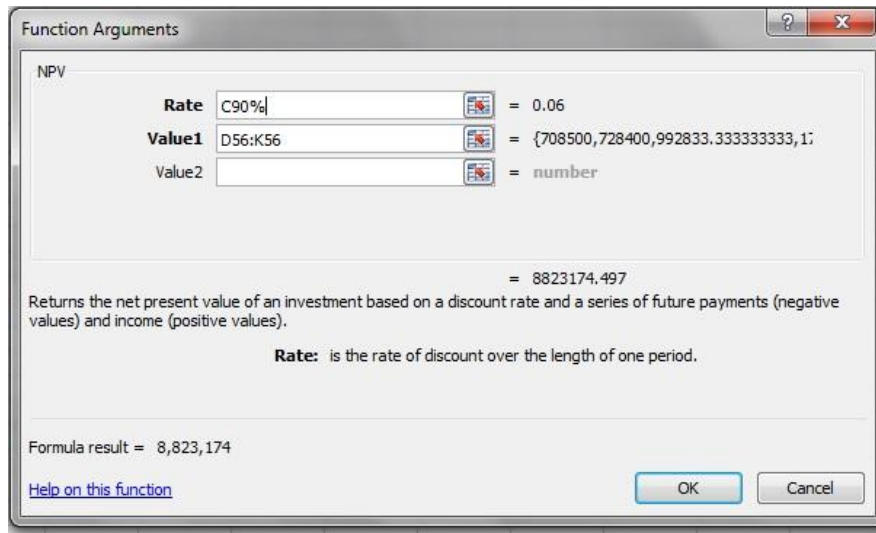 Function Arguments
NPV
Rate C90% = 0.06
Value1 D56:K56 = {708500,728400,992833.333333333,17
Value2 = number
= 8823174.497
Returns the net present value of an investment based on a discount rate and a series of future payments (negative
values) and income (positive values).
Rate: is the rate of discount over the length of one period.
Formula result = 8,823,174
Help on this function
OK
Cancel